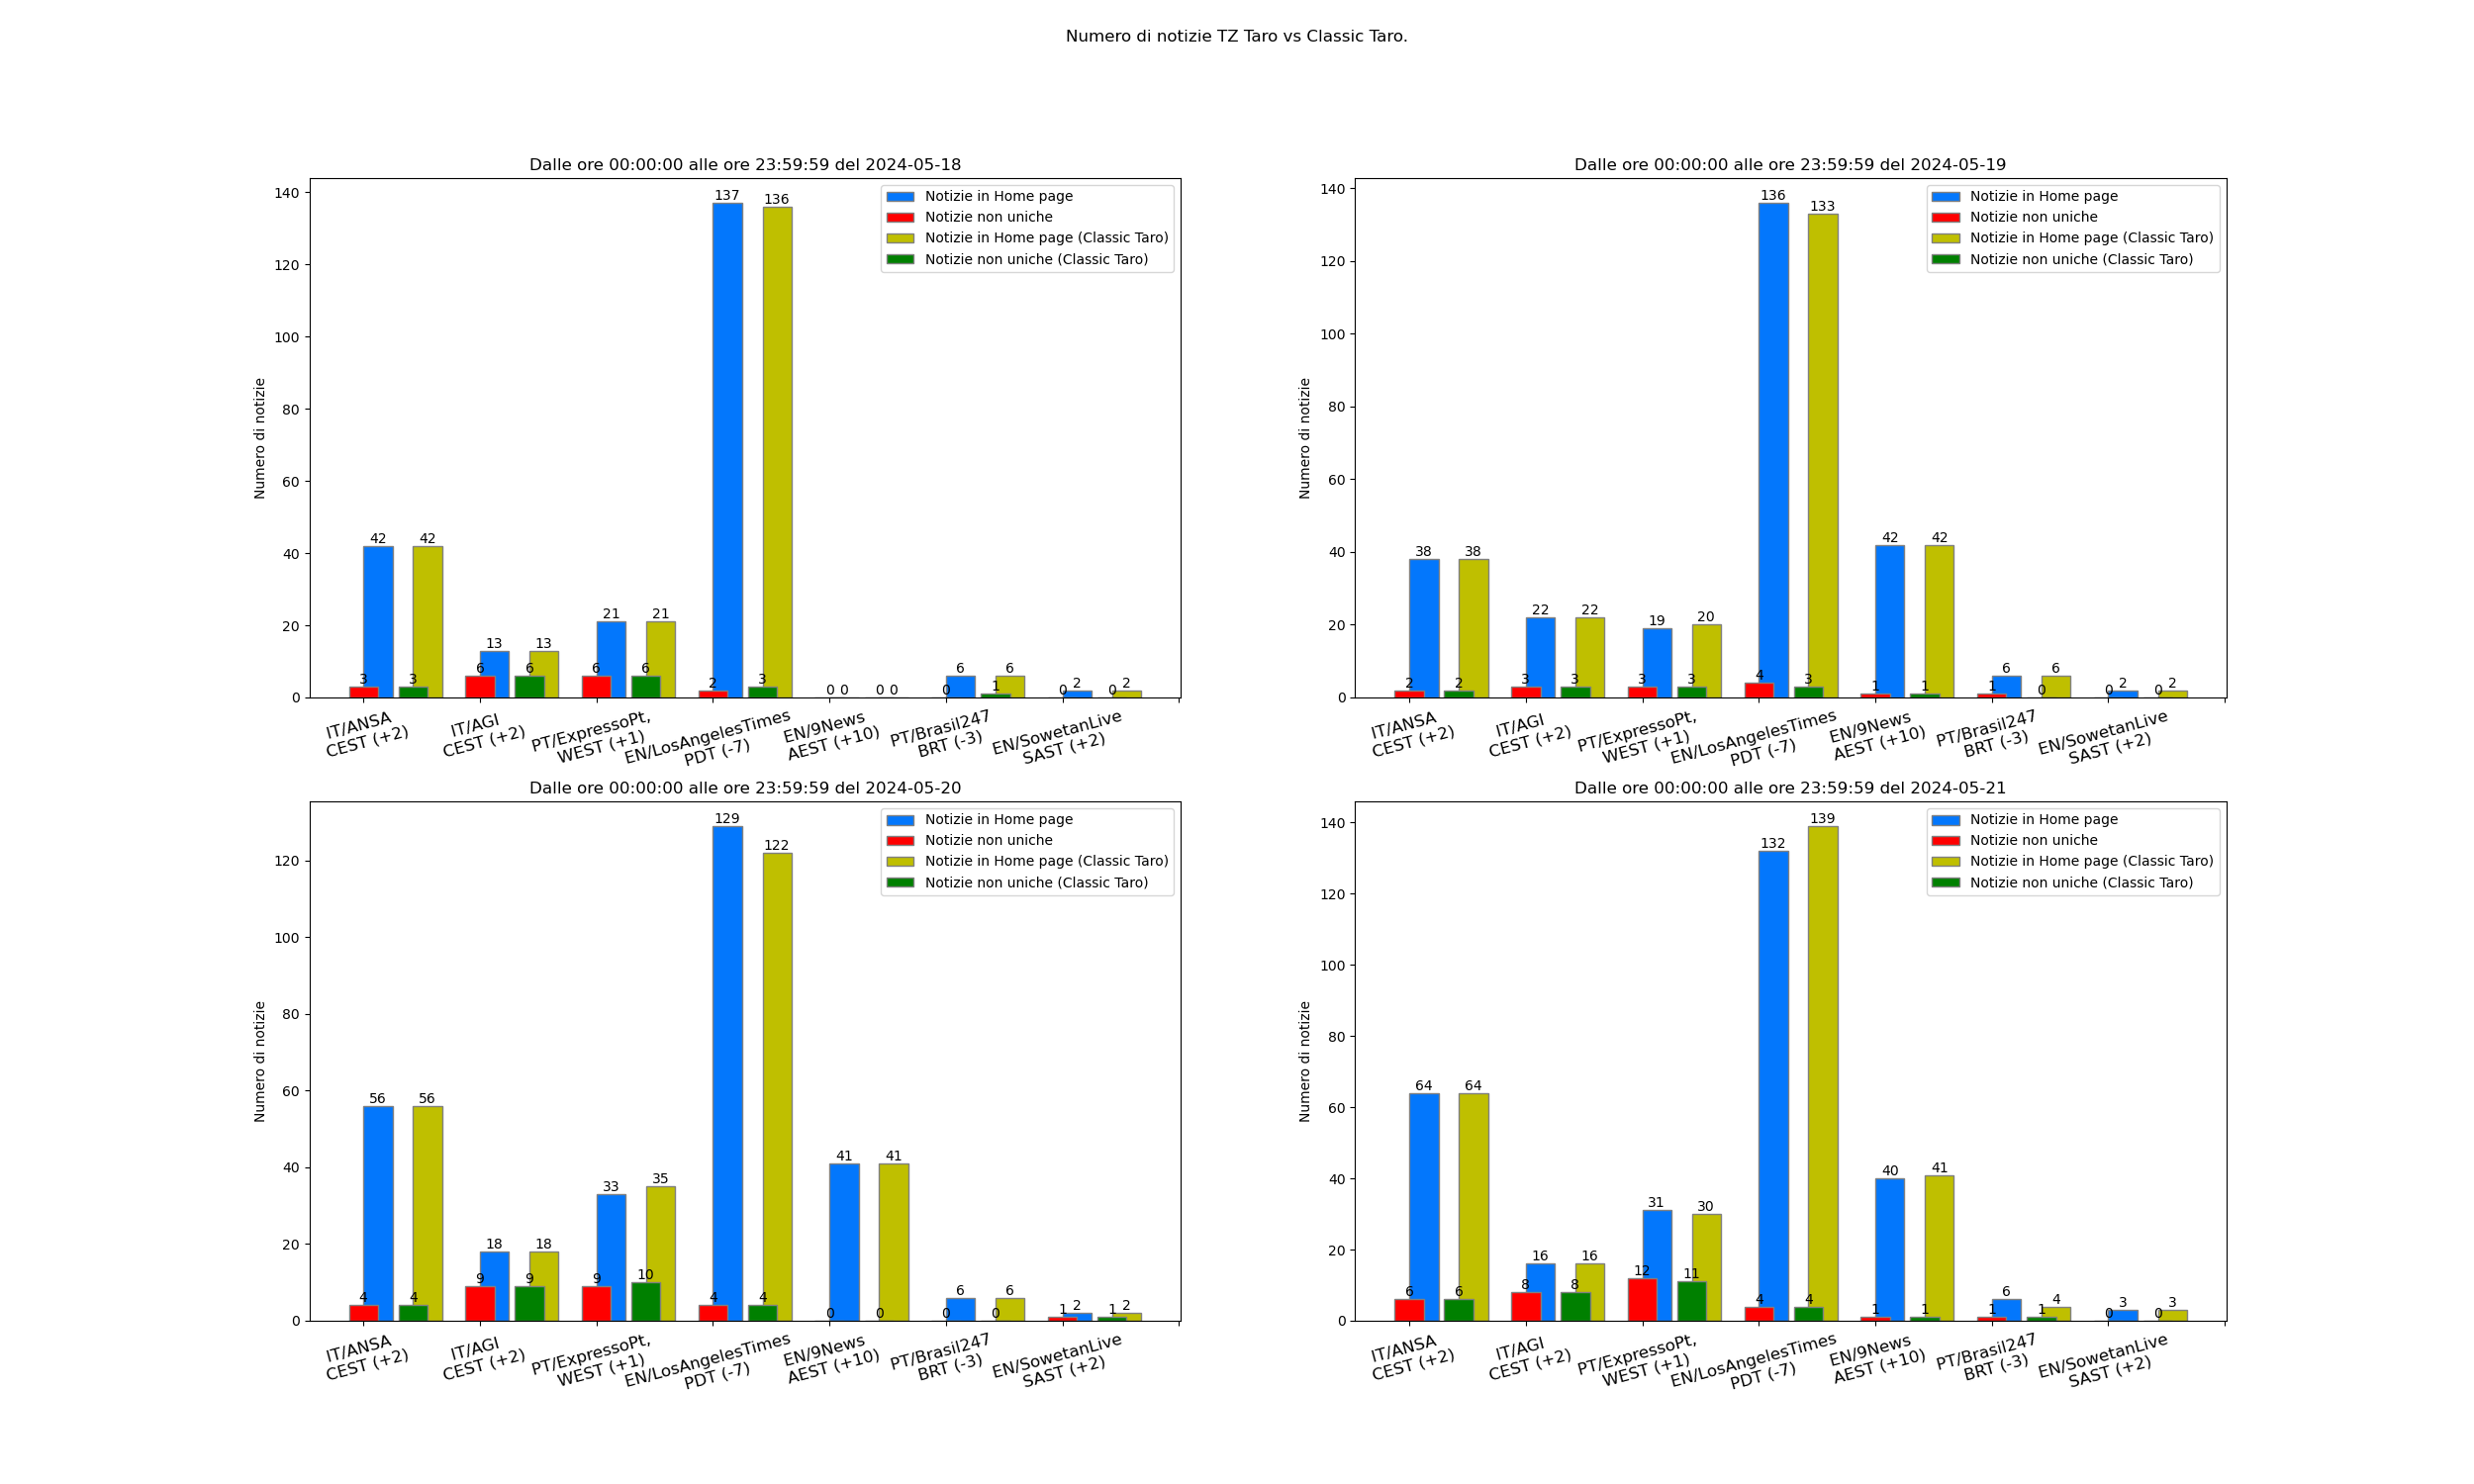 Numero di notizie TZ Taro vs Classic Taro.
Dalle ore 00:00:00 alle ore 23:59:59 del 2024-05-18
Numero di notizie
140
120
100
80
60
40
20
0
Notizie in Home page
Notizie non uniche
Notizie in Home page (Classic Taro)
Notizie non uniche (Classic Taro)
3 42 3 42
6 13 6 13
6 21 6 21
2 137 3 136
0 0 0 0
0 6 1 6
0 2 0 2
IT/ANSA
CEST (+2)
IT/AGI
CEST (+2)
PT/ExpressoPt,
WEST (+1)
EN/LosAngelesTimes
PDT (-7)
EN/9News
AEST (+10)
PT/Brasil247
BRT (-3)
EN/SowetanLive
SAST (+2)
Dalle ore 00:00:00 alle ore 23:59:59 del 2024-05-19
Numero di notizie
140
120
100
80
60
40
20
0
Notizie in Home page
Notizie non uniche
Notizie in Home page (Classic Taro)
Notizie non uniche (Classic Taro)
2 38 2 38
3 22 3 22
3 19 3 20
4 136 3 133
1 42 1 42
1 6 0 6
0 2 0 2
IT/ANSA
CEST (+2)
IT/AGI
CEST (+2)
PT/ExpressoPt,
WEST (+1)
EN/LosAngelesTimes
PDT (-7)
EN/9News
AEST (+10)
PT/Brasil247
BRT (-3)
EN/SowetanLive
SAST (+2)
Dalle ore 00:00:00 alle ore 23:59:59 del 2024-05-20
Numero di notizie
120
100
80
60
40
20
0
Notizie in Home page
Notizie non uniche
Notizie in Home page (Classic Taro)
Notizie non uniche (Classic Taro)
4 56 4 56
9 18 9 18
9 33 10 35
4 129 4 122
0 41 0 41
0 6 0 6
1 2 1 2
IT/ANSA
CEST (+2)
IT/AGI
CEST (+2)
PT/ExpressoPt,
WEST (+1)
EN/LosAngelesTimes
PDT (-7)
EN/9News
AEST (+10)
PT/Brasil247
BRT (-3)
EN/SowetanLive
SAST (+2)
Dalle ore 00:00:00 alle ore 23:59:59 del 2024-05-21
Numero di notizie
140
120
100
80
60
40
20
0
Notizie in Home page
Notizie non uniche
Notizie in Home page (Classic Taro)
Notizie non uniche (Classic Taro)
6 64 6 64
8 16 8 16
12 31 11 30
4 132 4 139
1 40 1 41
1 6 1 4
0 3 0 3
IT/ANSA
CEST (+2)
IT/AGI
CEST (+2)
PT/ExpressoPt,
WEST (+1)
EN/LosAngelesTimes
PDT (-7)
EN/9News
AEST (+10)
PT/Brasil247
BRT (-3)
EN/SowetanLive
SAST (+2)